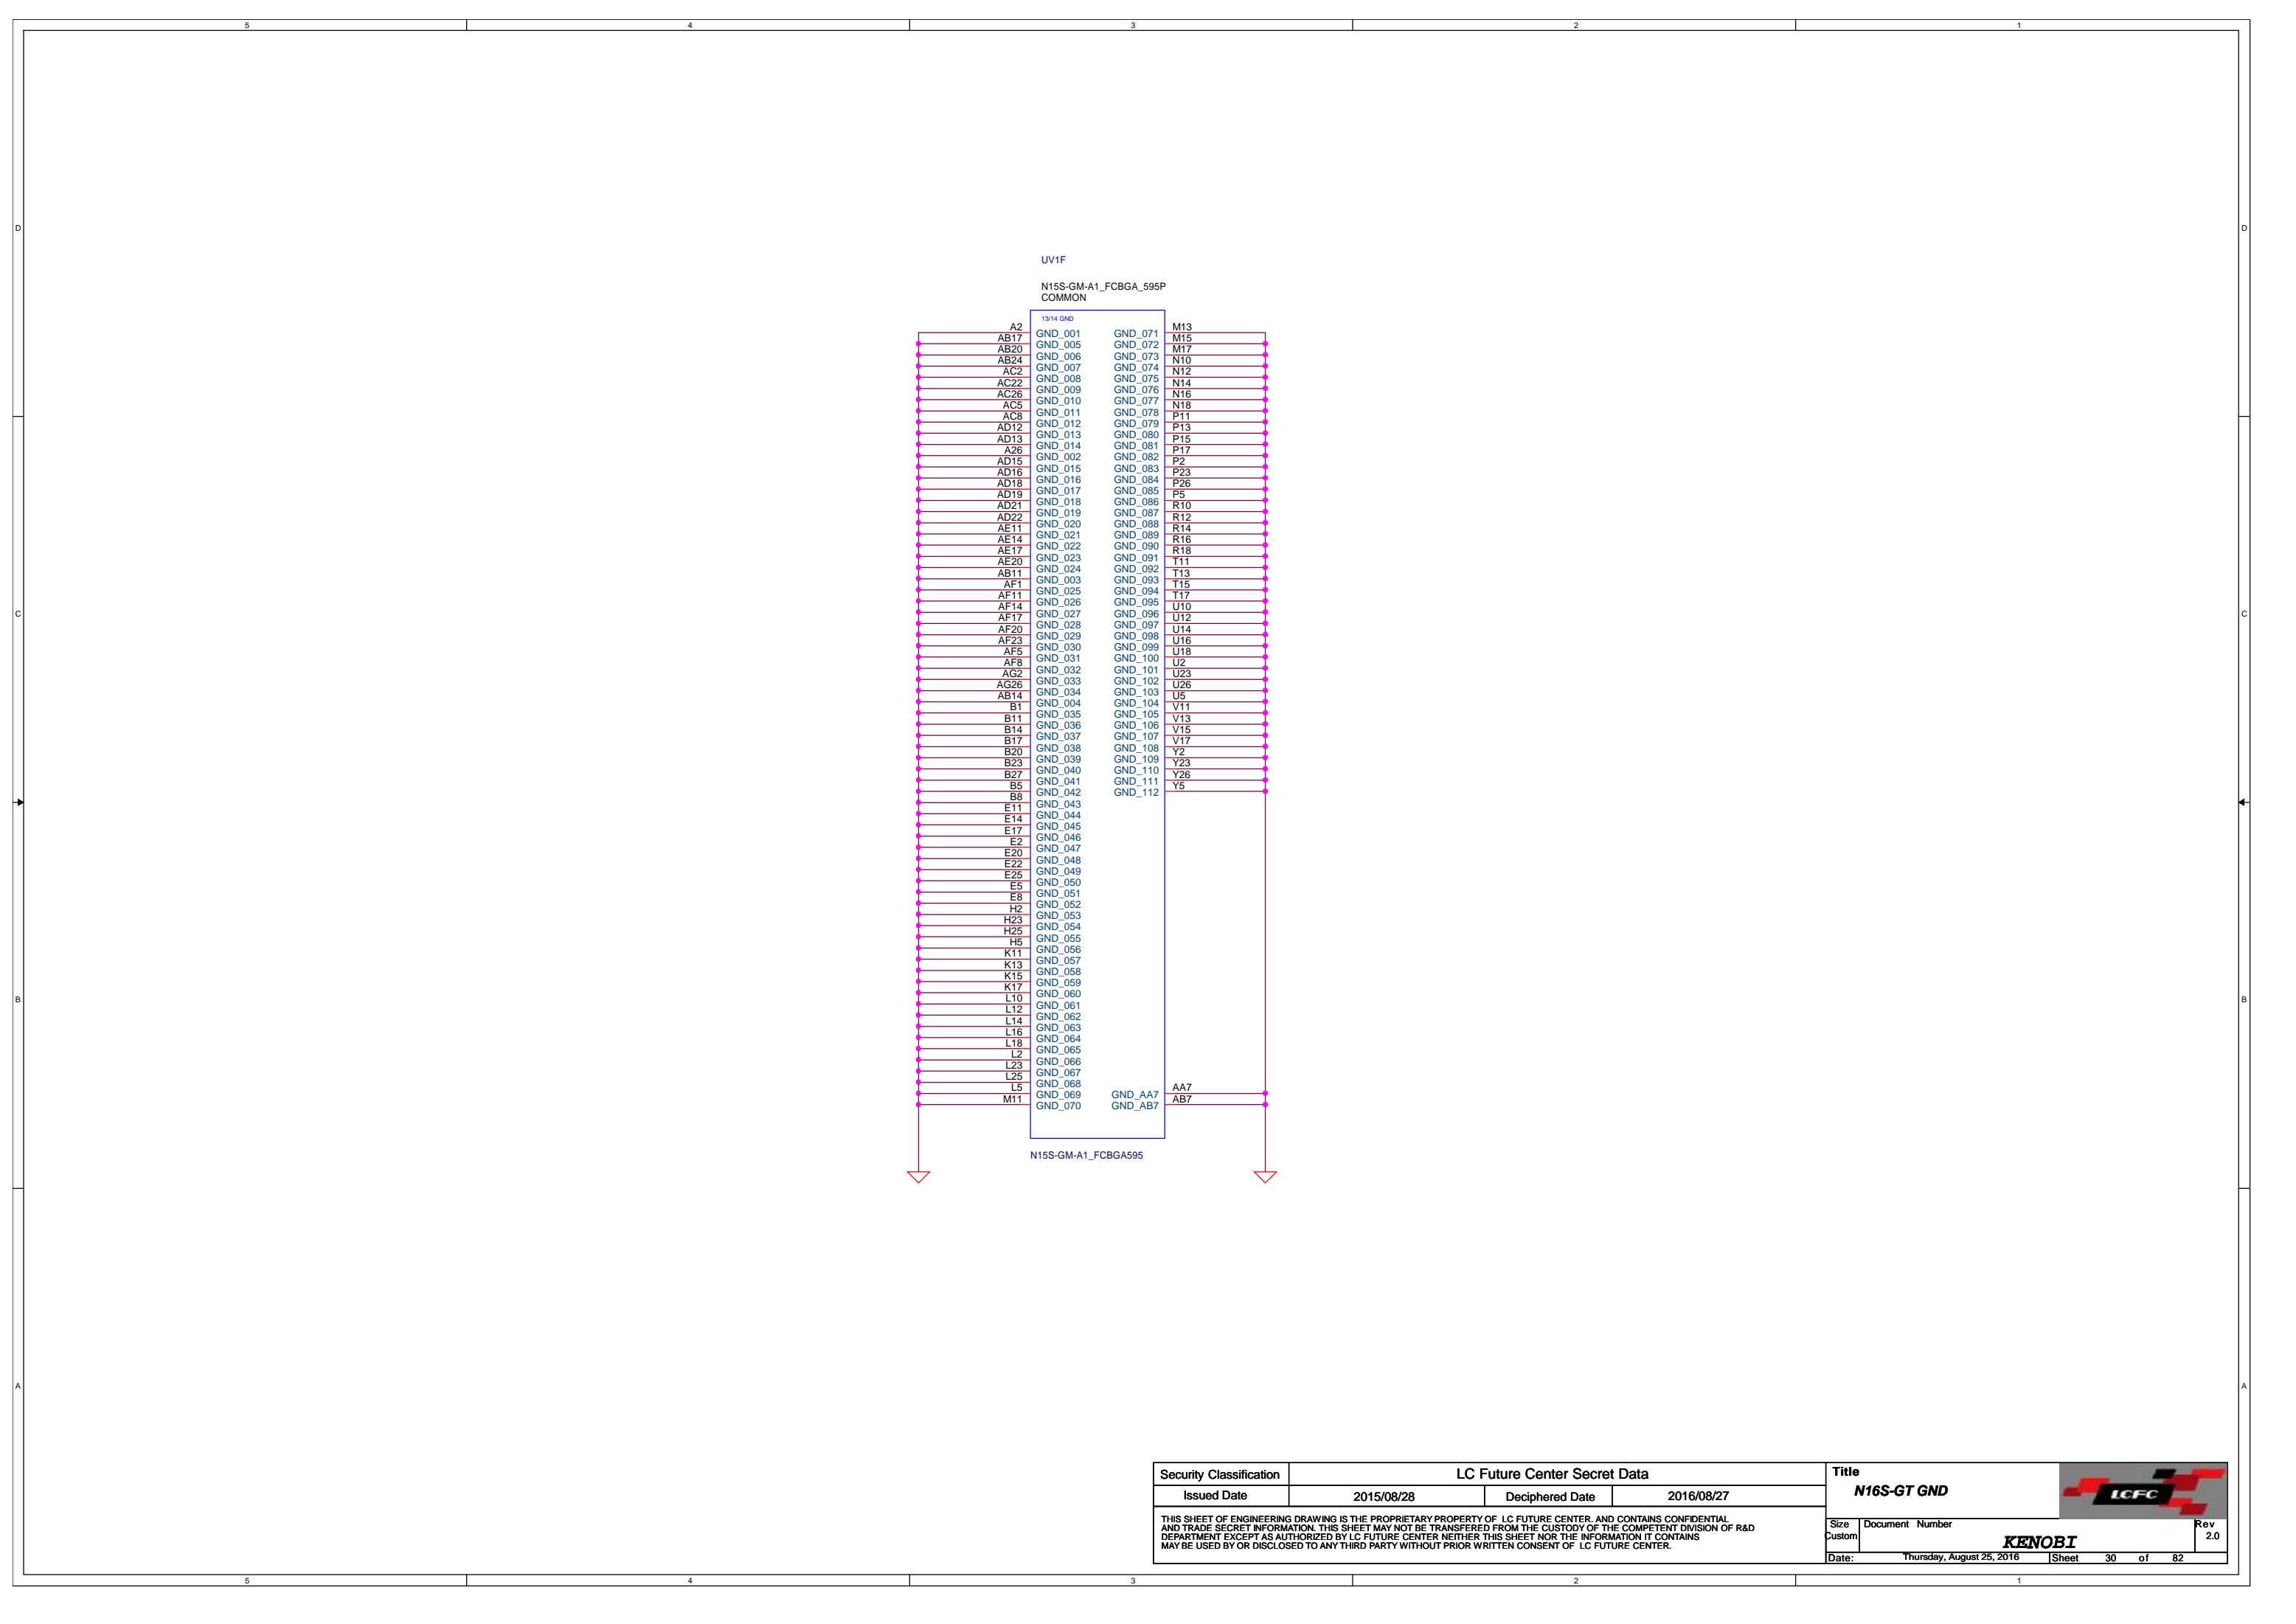 5 4 3 2 1
D D
C C
B B
A A
UV1F
N15S-GM-A1_FCBGA_595P
COMMON
13/14 GND
A2 GND_001 GND_071 M13
AB17 GND_005 GND_072 M15
AB20 GND_006 GND_073 M17
AB24 GND_007 GND_074 N10
AC2 GND_008 GND_075 N12
AC22 GND_009 GND_076 N14
AC26 GND_010 GND_077 N16
AC5 GND_011 GND_078 N18
AC8 GND_012 GND_079 P11
AD12 GND_013 GND_080 P13
AD13 GND_014 GND_081 P15
A26 GND_002 GND_082 P17
AD15 GND_015 GND_083 P2
AD16 GND_016 GND_084 P23
AD18 GND_017 GND_085 P26
AD19 GND_018 GND_086 P5
AD21 GND_019 GND_087 R10
AD22 GND_020 GND_088 R12
AE11 GND_021 GND_089 R14
AE14 GND_022 GND_090 R16
AE17 GND_023 GND_091 R18
AE20 GND_024 GND_092 T11
AB11 GND_003 GND_093 T13
AF1 GND_025 GND_094 T15
AF11 GND_026 GND_095 T17
AF14 GND_027 GND_096 U10
AF17 GND_028 GND_097 U12
AF20 GND_029 GND_098 U14
AF23 GND_030 GND_099 U16
AF5 GND_031 GND_100 U18
AF8 GND_032 GND_101 U2
AG2 GND_033 GND_102 U23
AG26 GND_034 GND_103 U26
AB14 GND_004 GND_104 U5
B1 GND_035 GND_105 V11
B11 GND_036 GND_106 V13
B14 GND_037 GND_107 V15
B17 GND_038 GND_108 V17
B20 GND_039 GND_109 Y2
B23 GND_040 GND_110 Y23
B27 GND_041 GND_111 Y26
B5 GND_042 GND_112 Y5
B8 GND_043
E11 GND_044
E14 GND_045
E17 GND_046
E2 GND_047
E20 GND_048
E22 GND_049
E25 GND_050
E5 GND_051
E8 GND_052
H2 GND_053
H23 GND_054
H25 GND_055
H5 GND_056
K11 GND_057
K13 GND_058
K15 GND_059
K17 GND_060
L10 GND_061
L12 GND_062
L14 GND_063
L16 GND_064
L18 GND_065
L2 GND_066
L23 GND_067
L25 GND_068
L5 GND_069 GND_AA7 AA7
M11 GND_070 GND_AB7 AB7
N15S-GM-A1_FCBGA595
Security Classification LC Future Center Secret Data
Issued Date 2015/08/28 Deciphered Date 2016/08/27
THIS SHEET OF ENGINEERING DRAWING IS THE PROPRIETARY PROPERTY OF LC FUTURE CENTER. AND CONTAINS CONFIDENTIAL
AND TRADE SECRET INFORMATION. THIS SHEET MAY NOT BE TRANSFERED FROM THE CUSTODY OF THE COMPETENT DIVISION OF R&D
DEPARTMENT EXCEPT AS AUTHORIZED BY LC FUTURE CENTER NEITHER THIS SHEET NOR THE INFORMATION IT CONTAINS
MAY BE USED BY OR DISCLOSED TO ANY THIRD PARTY WITHOUT PRIOR WRITTEN CONSENT OF LC FUTURE CENTER.
Title
N16S-GT GND
LCFC
Size Document Number Rev
Custom KENOBI 2.0
Date: Thursday, August 25, 2016 Sheet 30 of 82
5 4 3 2 1